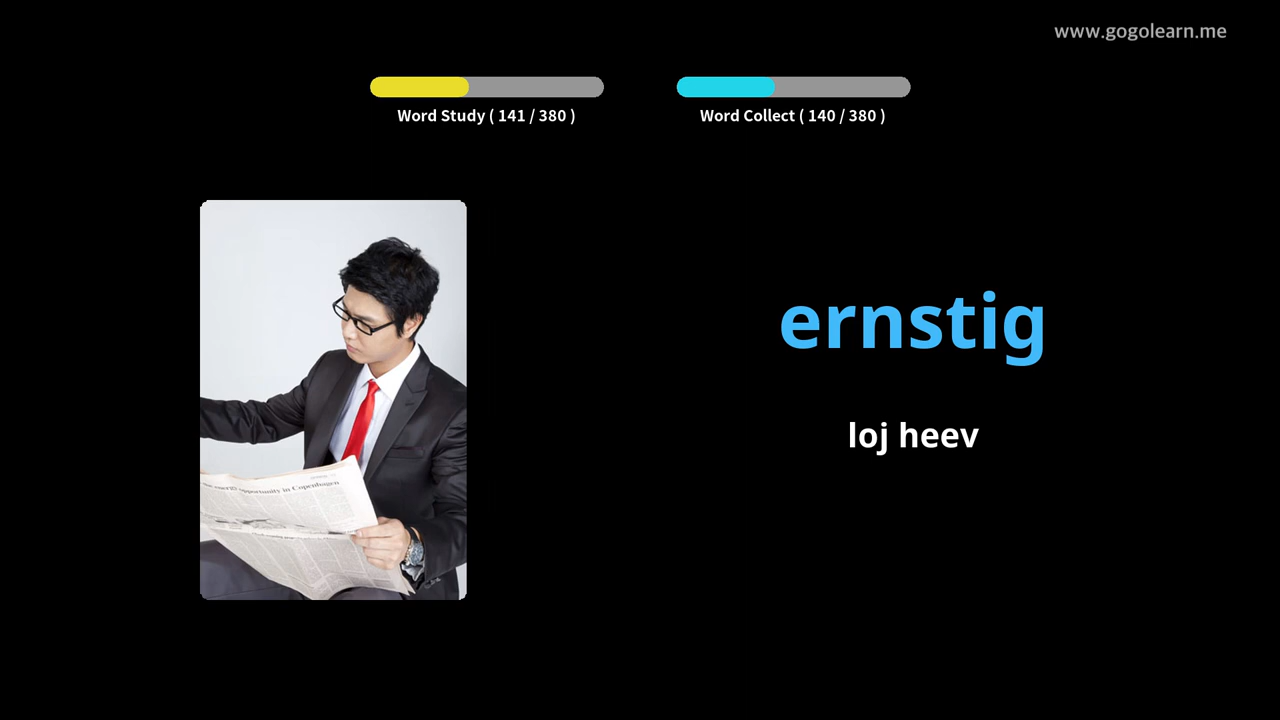 www.gogolearn.me
Word Study ( 141 / 380 )
Word Collect ( 140 / 380 )
opportunity in Copenhagen
ernstig
loj heev